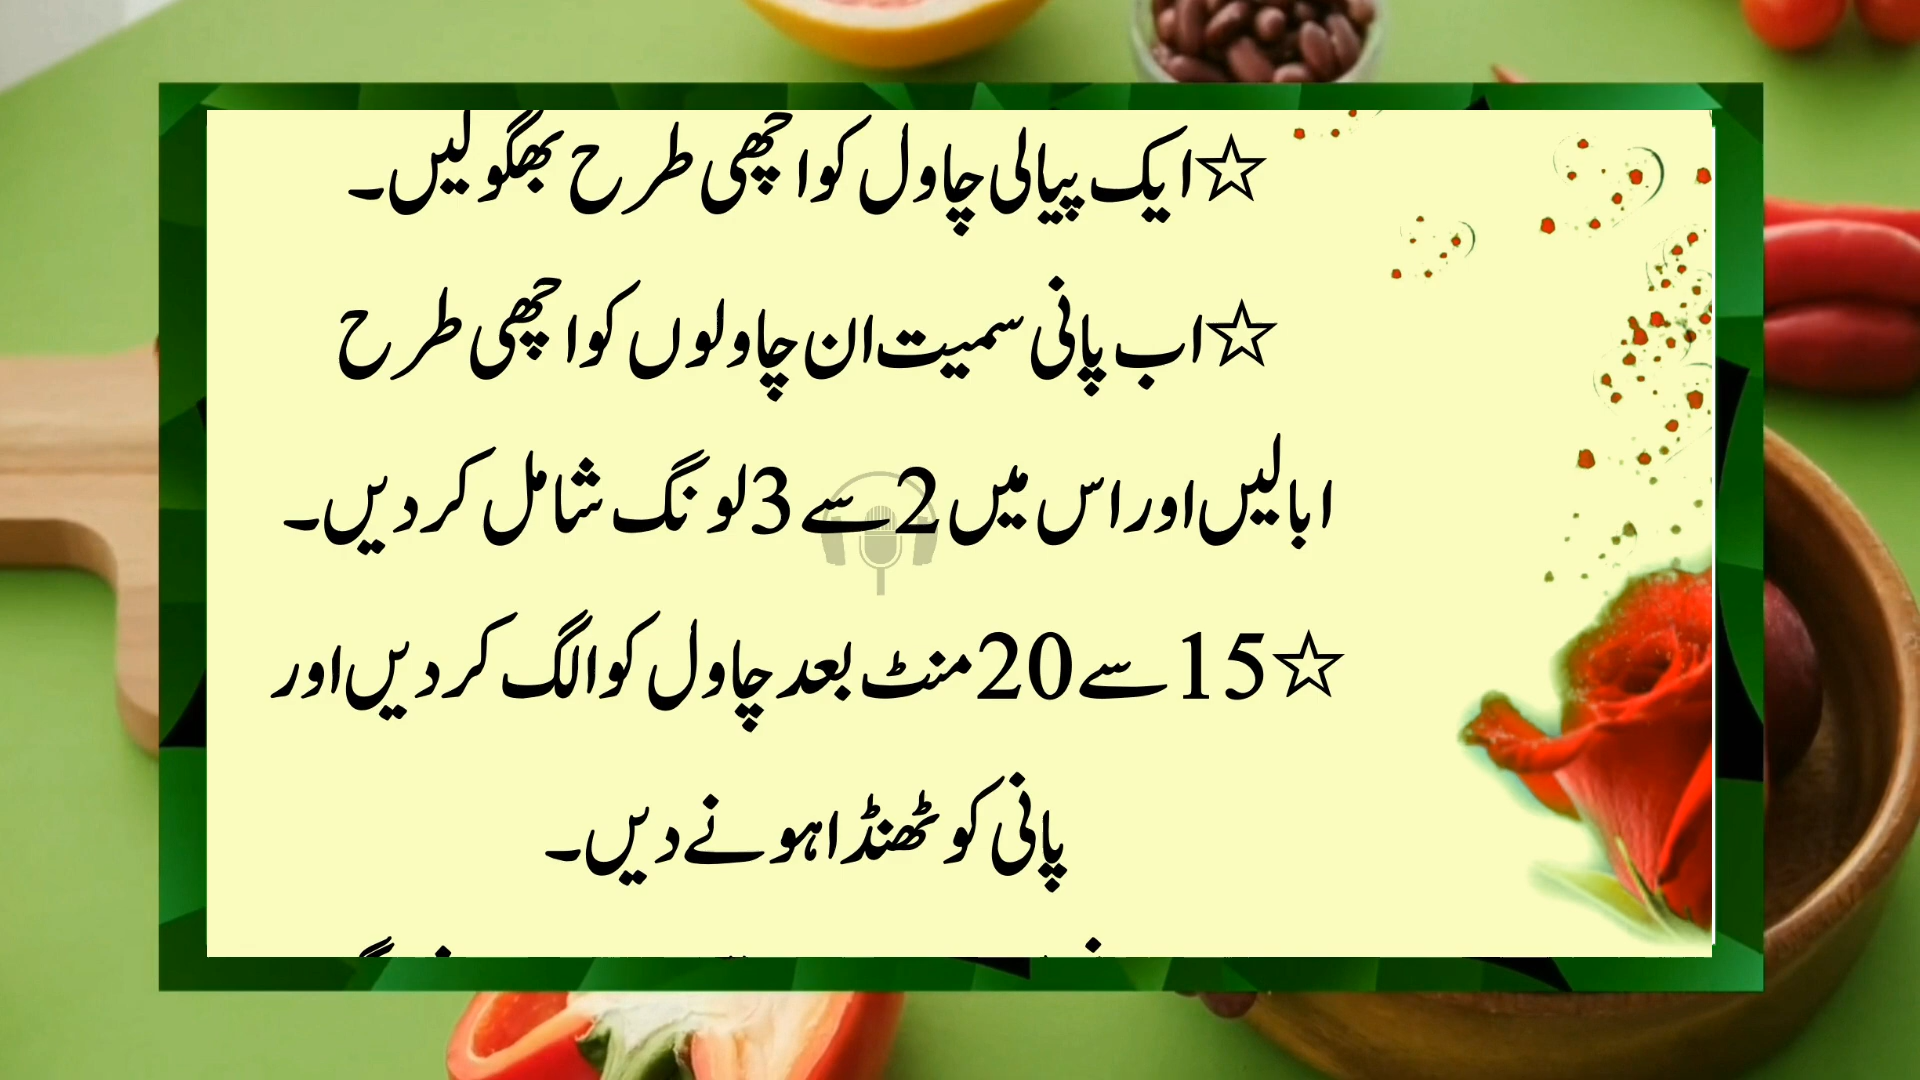 ☆ایک پیالی چاول کو اچھی طرح بھگو لیں۔
☆اب پانی سمیت ان چاولوں کو اچھی طرح
ابالیں اور اس میں 2 سے 3 لونگ شامل کر دیں۔
☆15 سے 20 منٹ بعد چاول کو الگ کر دیں اور
پانی کو ٹھنڈا ہونے دیں۔